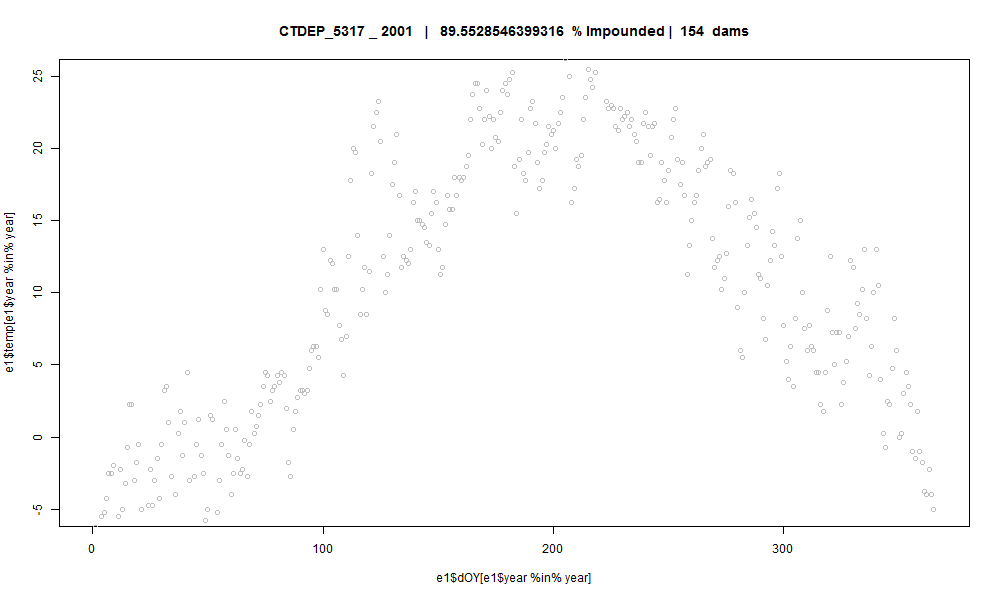 CTDEP_5317 _ 2001 | 89.5528546399316 % Impounded | 154 dams
25
20
15
10
5
0
-5
e1$temp[e1$year %in% year]
0 100 200 300
e1$dOY[e1$year %in% year]